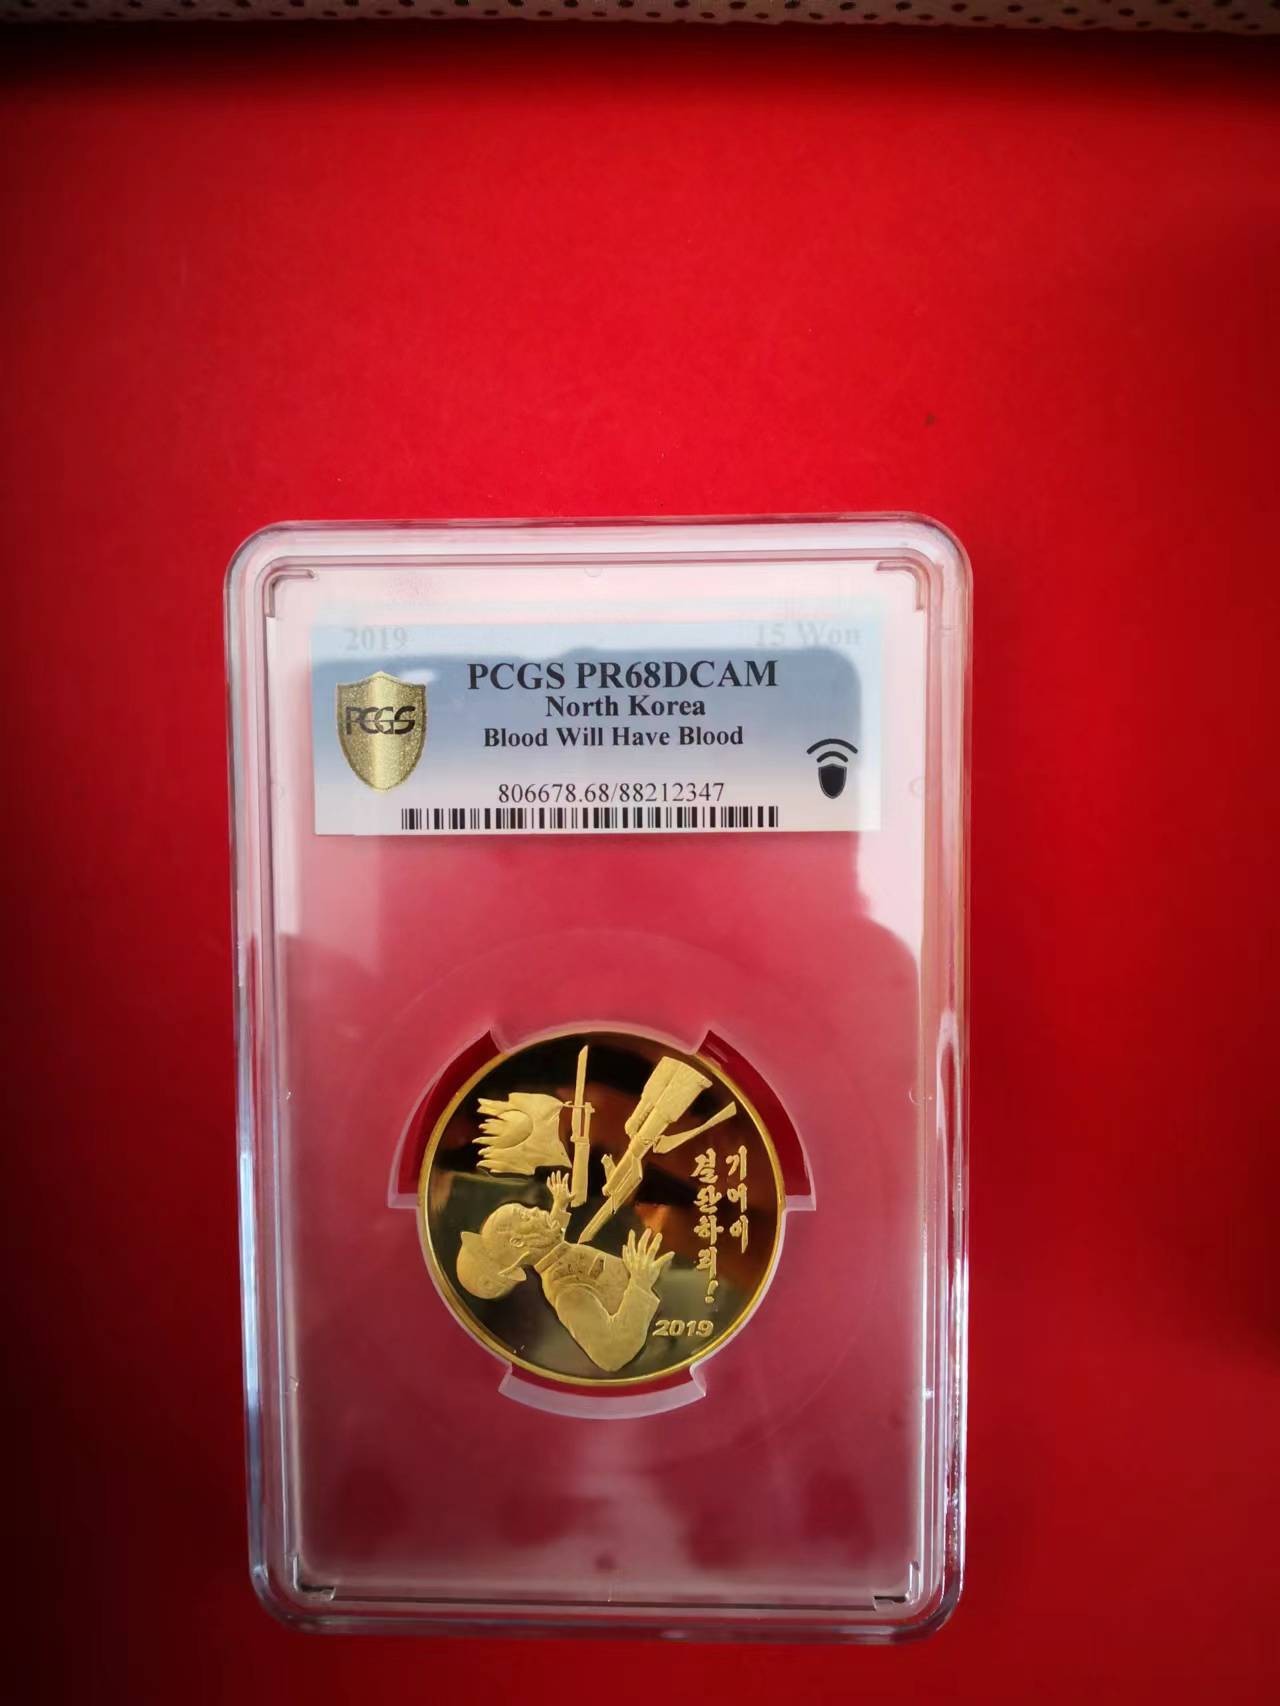 2019 15 Won
PCGS PR68DCAM
North Korea
Blood Will Have Blood
PCGS
806678.68/88212347
기어이
결산하리!
2019